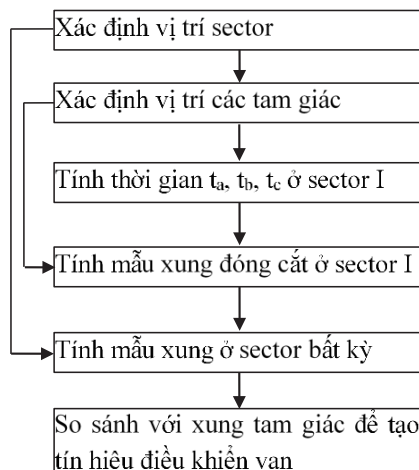 Xác định vị trí sector
Xác định vị trí các tam giác
Tính thời gian tₐ, t_b, t_c ở sector I
Tính mẫu xung đóng cắt ở sector I
Tính mẫu xung ở sector bất kỳ
So sánh với xung tam giác để tạo
tín hiệu điều khiển van